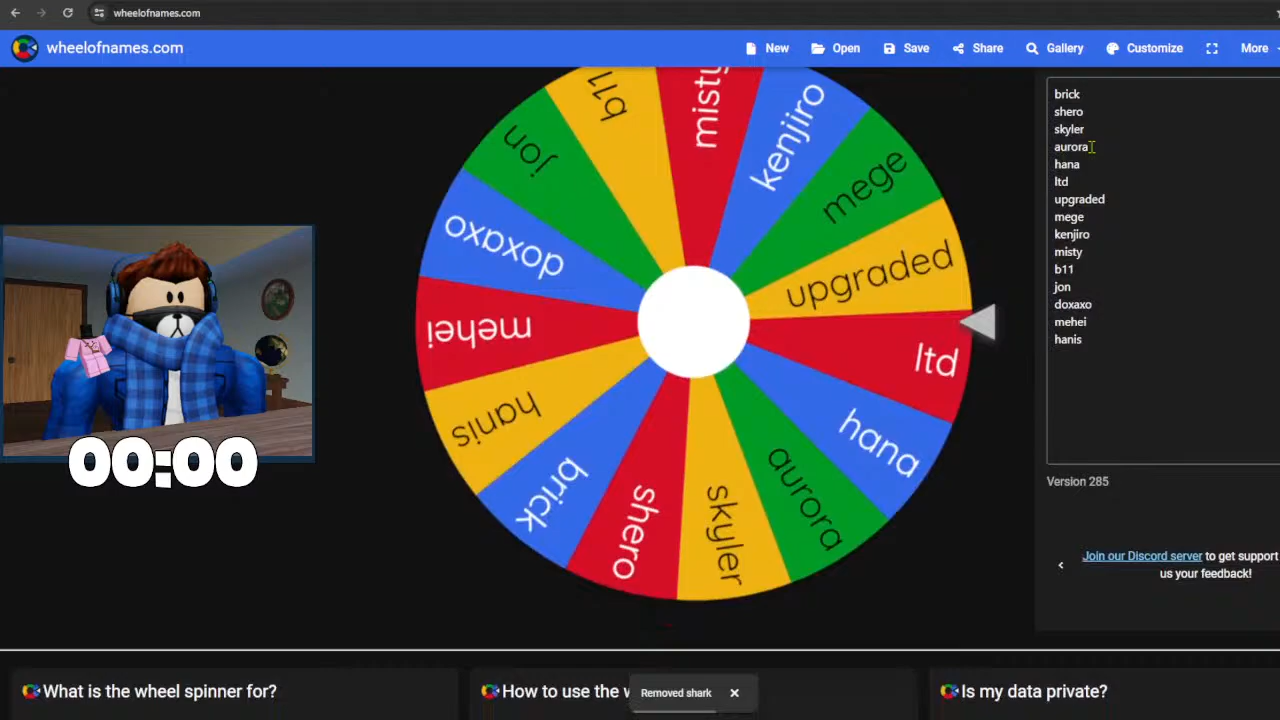 wheelofnames.com
wheelofnames.com
New
Open
Save
Share
Gallery
Customize
More
b11
misty
kenjiro
mege
upgraded
ltd
hana
aurora
skyler
shero
brick
hanis
mehei
doxaxo
jon
brick
shero
skyler
aurora
hana
ltd
upgraded
mege
kenjiro
misty
b11
jon
doxaxo
mehei
hanis
00:00
Version 285
Join our Discord server to get support
us your feedback!
What is the wheel spinner for?
How to use the w
Removed shark
Is my data private?